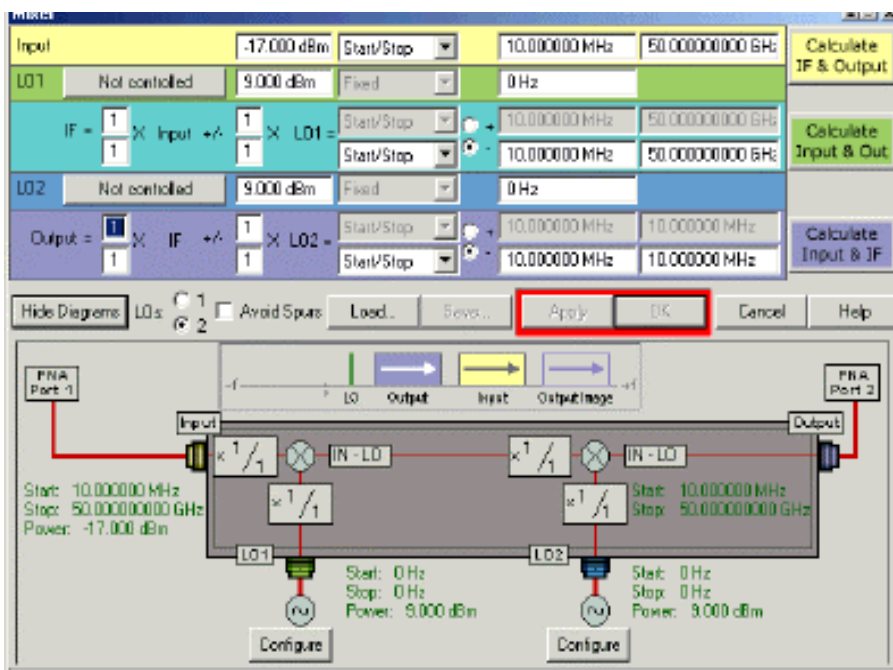 Mixer
Input -17.000 dBm Start/Stop 10.000000 MHz 50.000000000 GHz Calculate IF & Output
LO1 Not controlled 9.000 dBm Fixed 0 Hz
IF = 1 X Input +/- 1 X LO1 = Start/Stop + 10.000000 MHz 50.000000000 GHz Calculate Input & Out
1 1 Start/Stop - 10.000000 MHz 50.000000000 GHz
LO2 Not controlled 9.000 dBm Fixed 0 Hz
Output = 1 X IF +/- 1 X LO2 = Start/Stop + 10.000000 MHz 10.000000 MHz Calculate Input & IF
1 1 Start/Stop - 10.000000 MHz 10.000000 MHz
Hide Diagrams LOs: 1 2 Avoid Spurs Load... Save... Apply OK Cancel Help
PNA Port 1
-f LO Output Input Output Image +f
PNA Port 2
Input
Output
x 1/1 IN - LO x 1/1 IN - LO
x 1/1 x 1/1
Start: 10.000000 MHz
Stop: 50.000000000 GHz
Power: -17.000 dBm
Start: 10.000000 MHz
Stop: 50.000000000 GHz
LO1
LO2
Start: 0 Hz
Stop: 0 Hz
Power: 9.000 dBm
Start: 0 Hz
Stop: 0 Hz
Power: 9.000 dBm
Configure
Configure